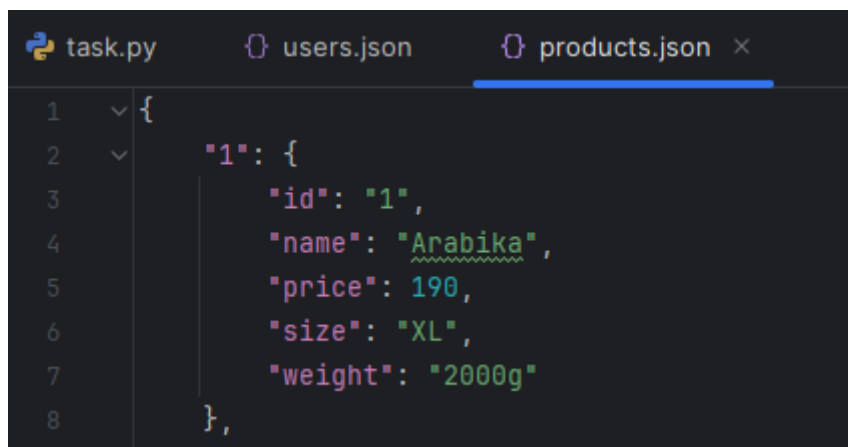 task.py users.json products.json ×
1 {
2 "1": {
3 "id": "1",
4 "name": "Arabika",
5 "price": 190,
6 "size": "XL",
7 "weight": "2000g"
8 },